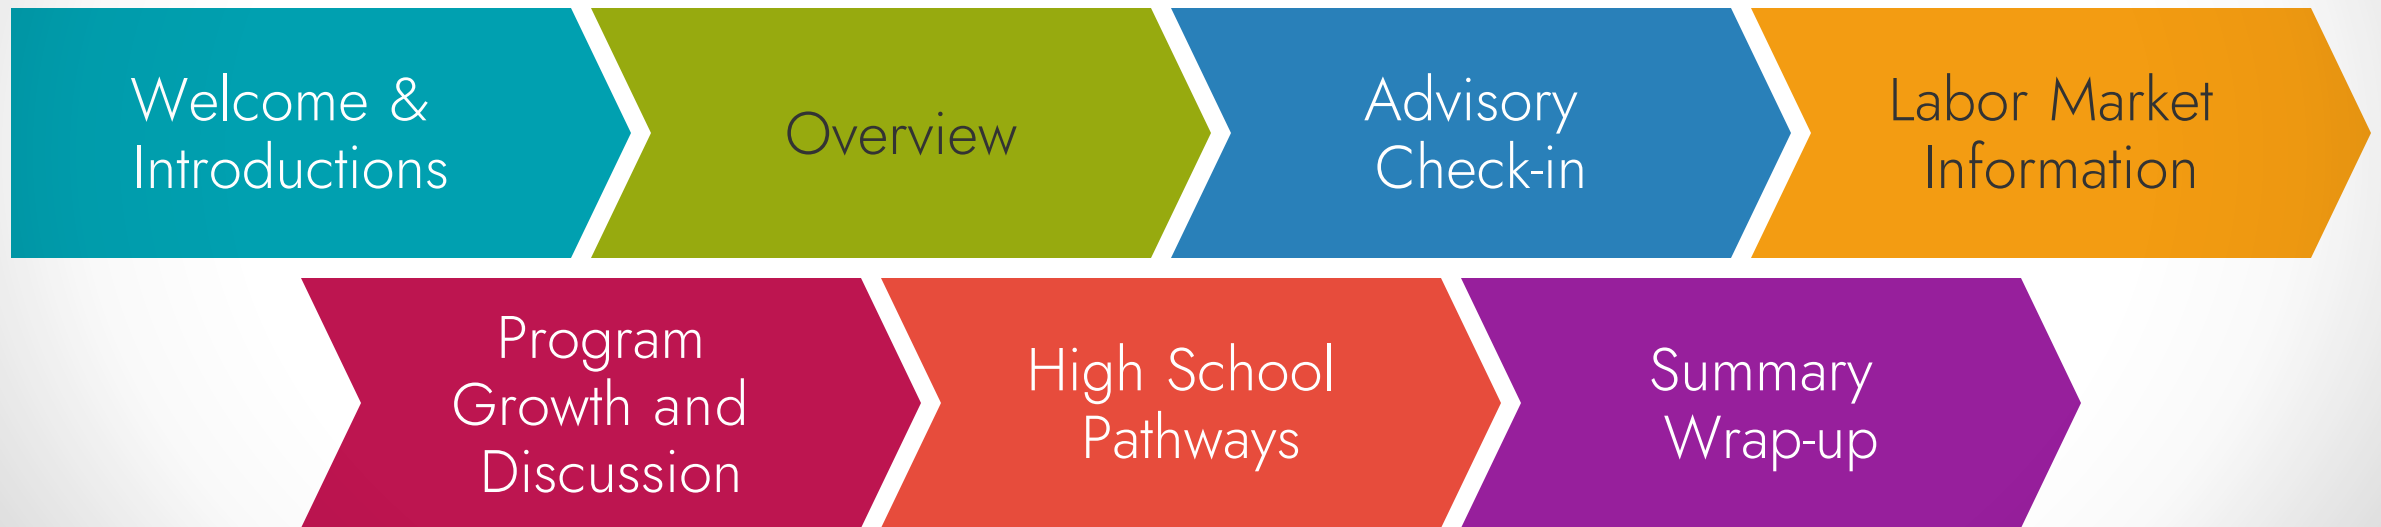 Welcome &
Introductions
Overview
Advisory
Check-in
Labor Market
Information
Program
Growth and
Discussion
High School
Pathways
Summary
Wrap-up